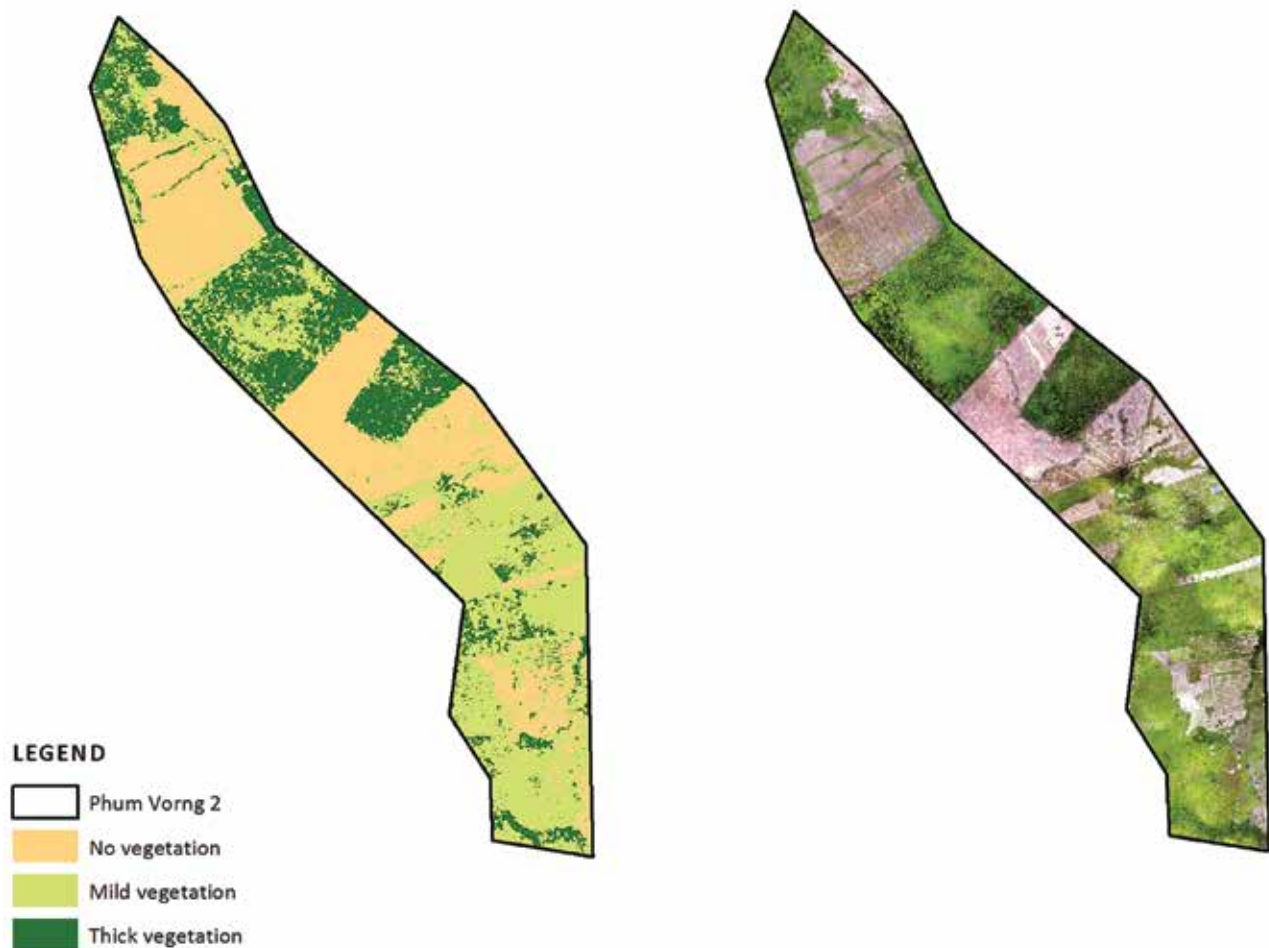 LEGEND
Phum Vorng 2
No vegetation
Mild vegetation
Thick vegetation